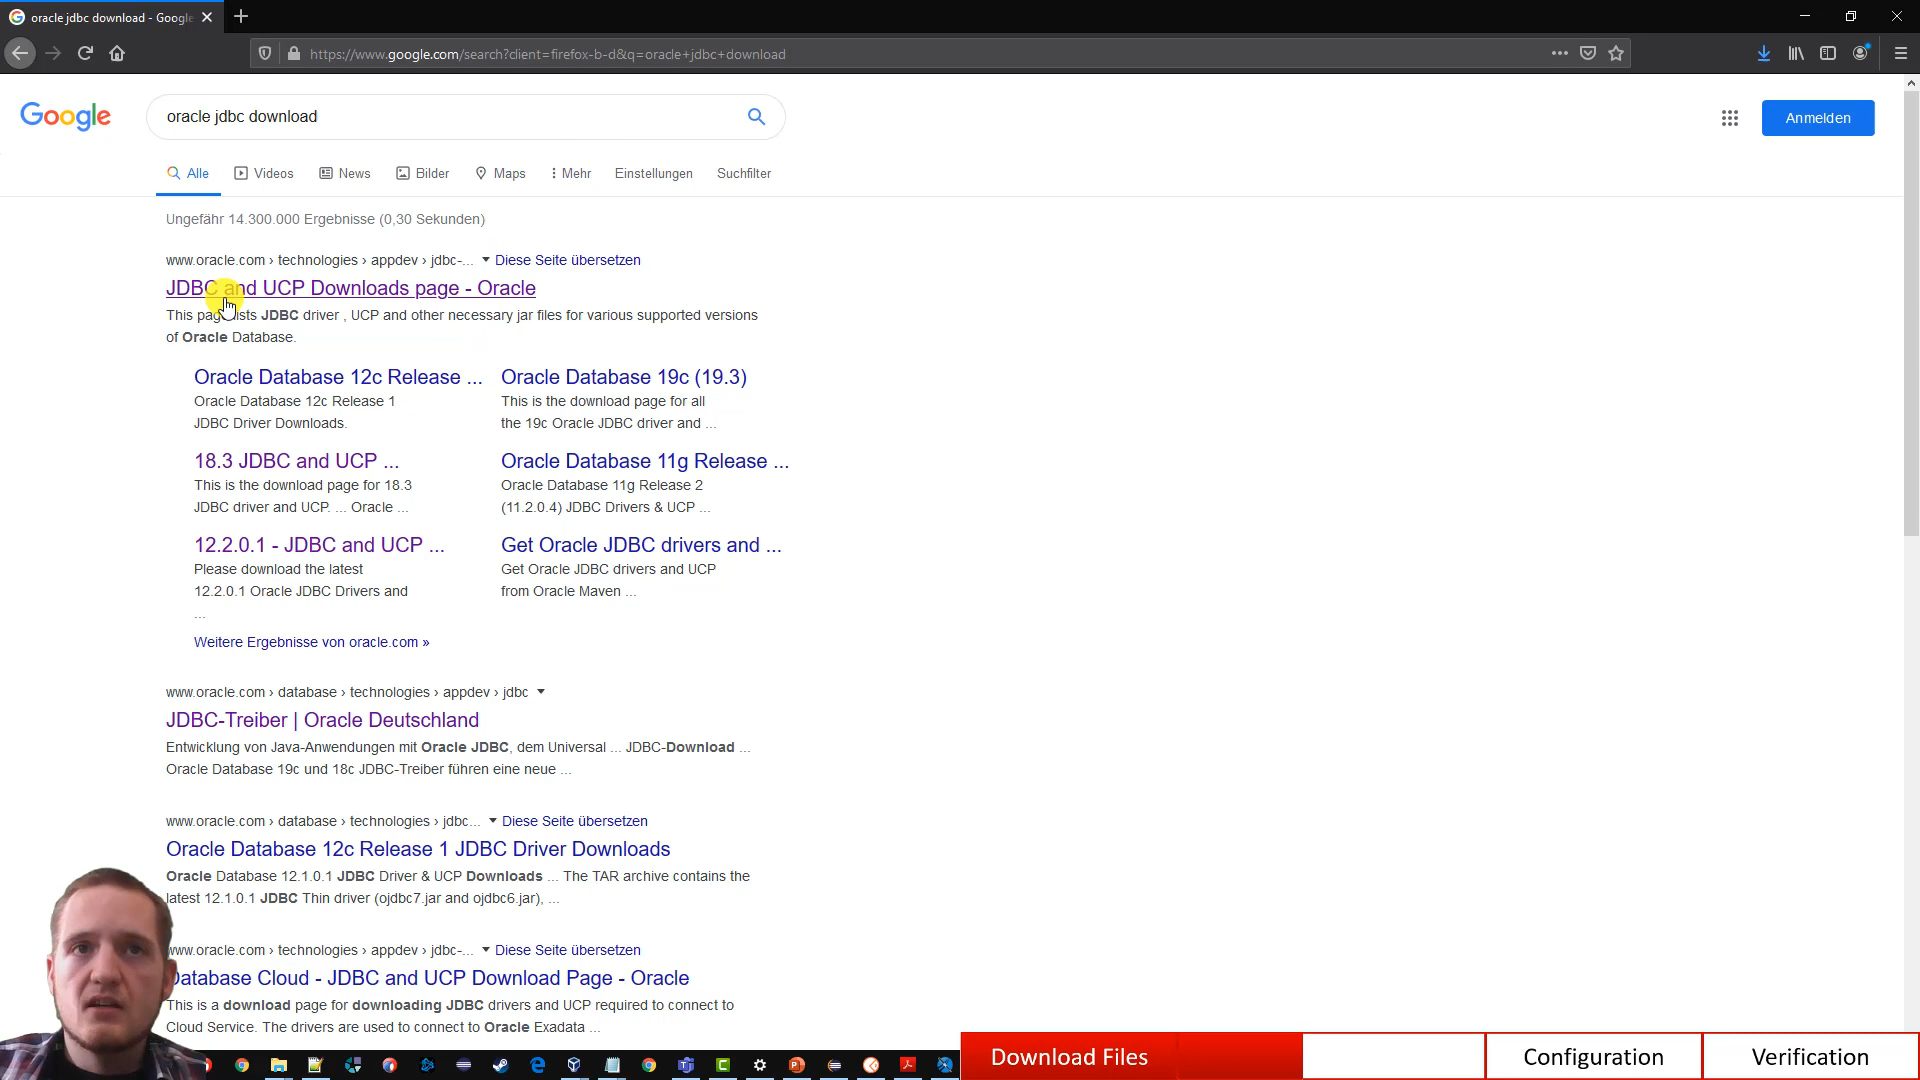 oracle jdbc download - Google
https://www.google.com/search?client=firefox-b-d&q=oracle+jdbc+download
Google
oracle jdbc download
Anmelden
Alle
Videos
News
Bilder
Maps
Mehr
Einstellungen
Suchfilter
Ungefähr 14.300.000 Ergebnisse (0,30 Sekunden)
www.oracle.com › technologies › appdev › jdbc-... Diese Seite übersetzen
JDBC and UCP Downloads page - Oracle
This page lists JDBC driver , UCP and other necessary jar files for various supported versions
of Oracle Database.
Oracle Database 12c Release ...
Oracle Database 12c Release 1
JDBC Driver Downloads.
Oracle Database 19c (19.3)
This is the download page for all
the 19c Oracle JDBC driver and ...
18.3 JDBC and UCP ...
This is the download page for 18.3
JDBC driver and UCP. ... Oracle ...
Oracle Database 11g Release ...
Oracle Database 11g Release 2
(11.2.0.4) JDBC Drivers & UCP ...
12.2.0.1 - JDBC and UCP ...
Please download the latest
12.2.0.1 Oracle JDBC Drivers and
...
Get Oracle JDBC drivers and ...
Get Oracle JDBC drivers and UCP
from Oracle Maven ...
Weitere Ergebnisse von oracle.com »
www.oracle.com › database › technologies › appdev › jdbc
JDBC-Treiber | Oracle Deutschland
Entwicklung von Java-Anwendungen mit Oracle JDBC, dem Universal ... JDBC-Download ...
Oracle Database 19c und 18c JDBC-Treiber führen eine neue ...
www.oracle.com › database › technologies › jdbc... Diese Seite übersetzen
Oracle Database 12c Release 1 JDBC Driver Downloads
Oracle Database 12.1.0.1 JDBC Driver & UCP Downloads ... The TAR archive contains the
latest 12.1.0.1 JDBC Thin driver (ojdbc7.jar and ojdbc6.jar), ...
www.oracle.com › technologies › appdev › jdbc-... Diese Seite übersetzen
Database Cloud - JDBC and UCP Download Page - Oracle
This is a download page for downloading JDBC drivers and UCP required to connect to
Cloud Service. The drivers are used to connect to Oracle Exadata ...
Download Files
Configuration
Verification